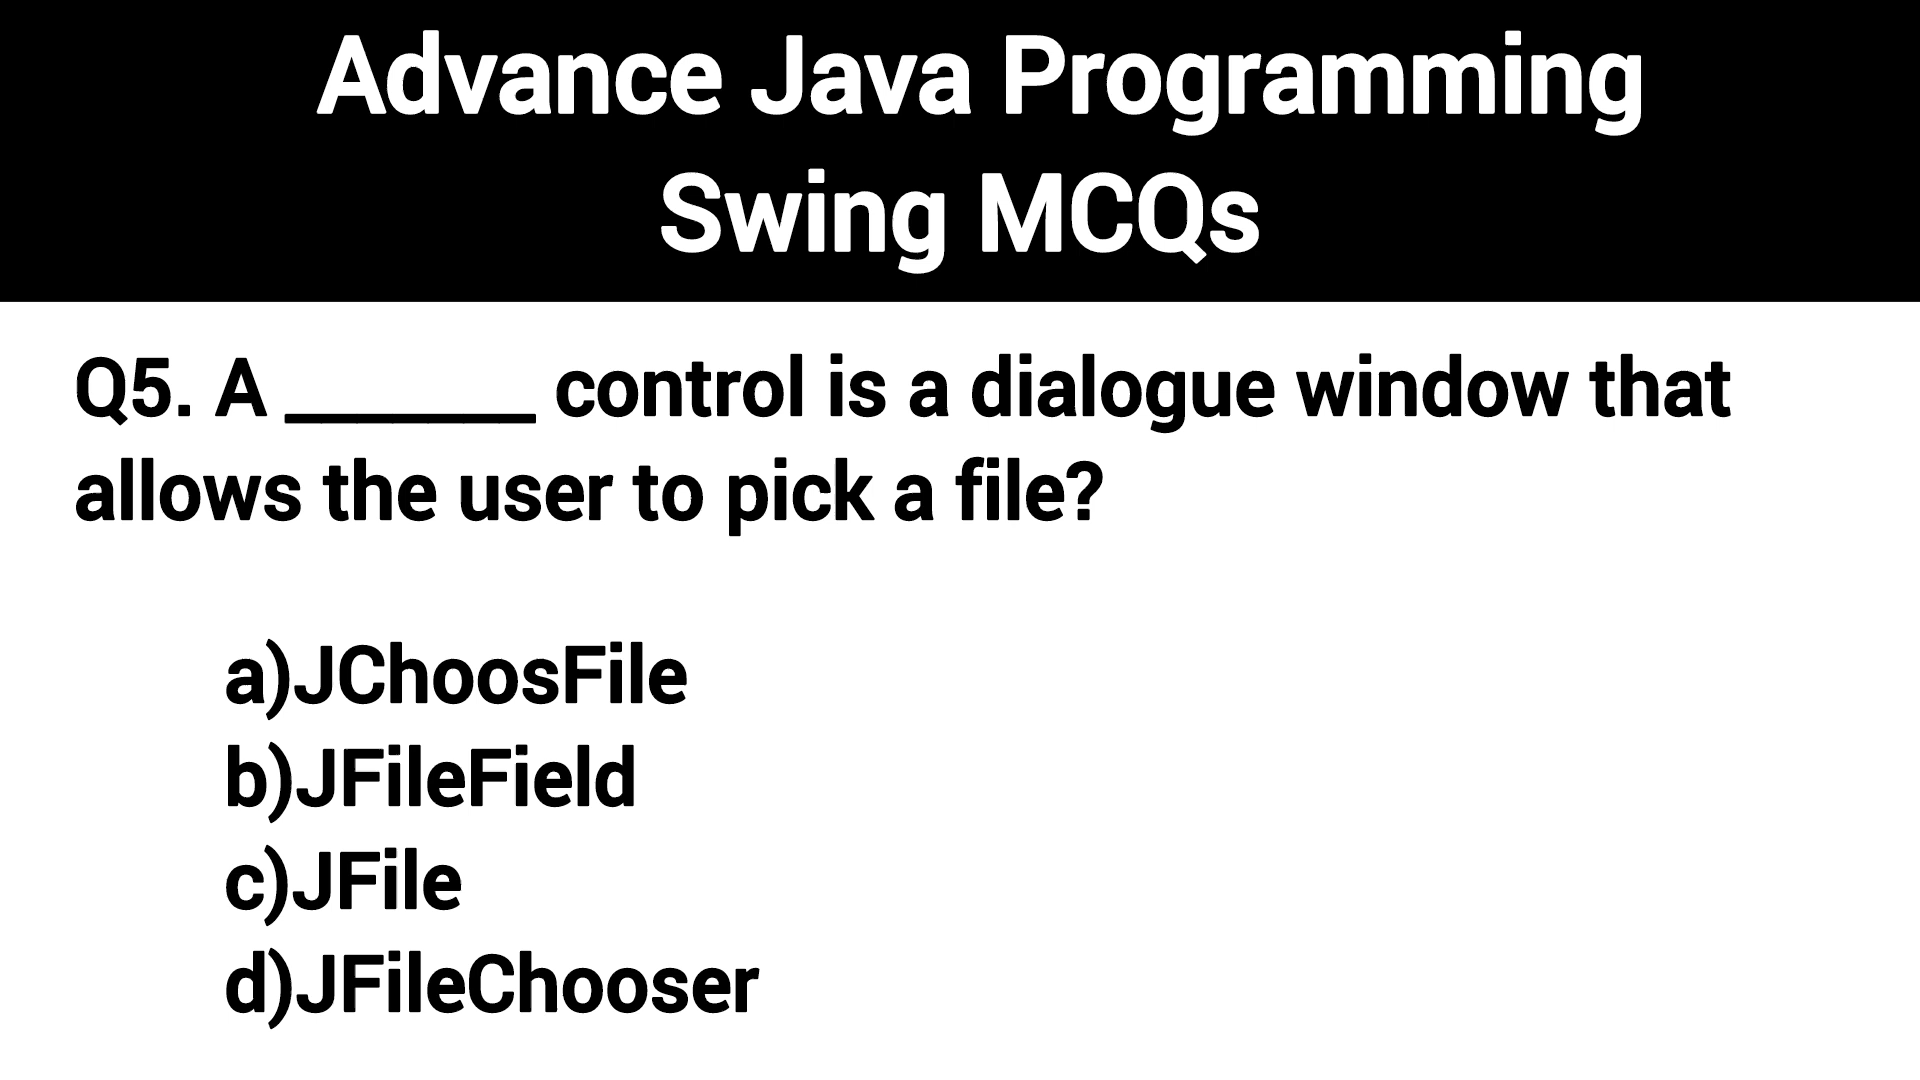 Advance Java Programming
Swing MCQs
Q5. A _______ control is a dialogue window that
allows the user to pick a file?
a)JChoosFile
b)JFileField
c)JFile
d)JFileChooser